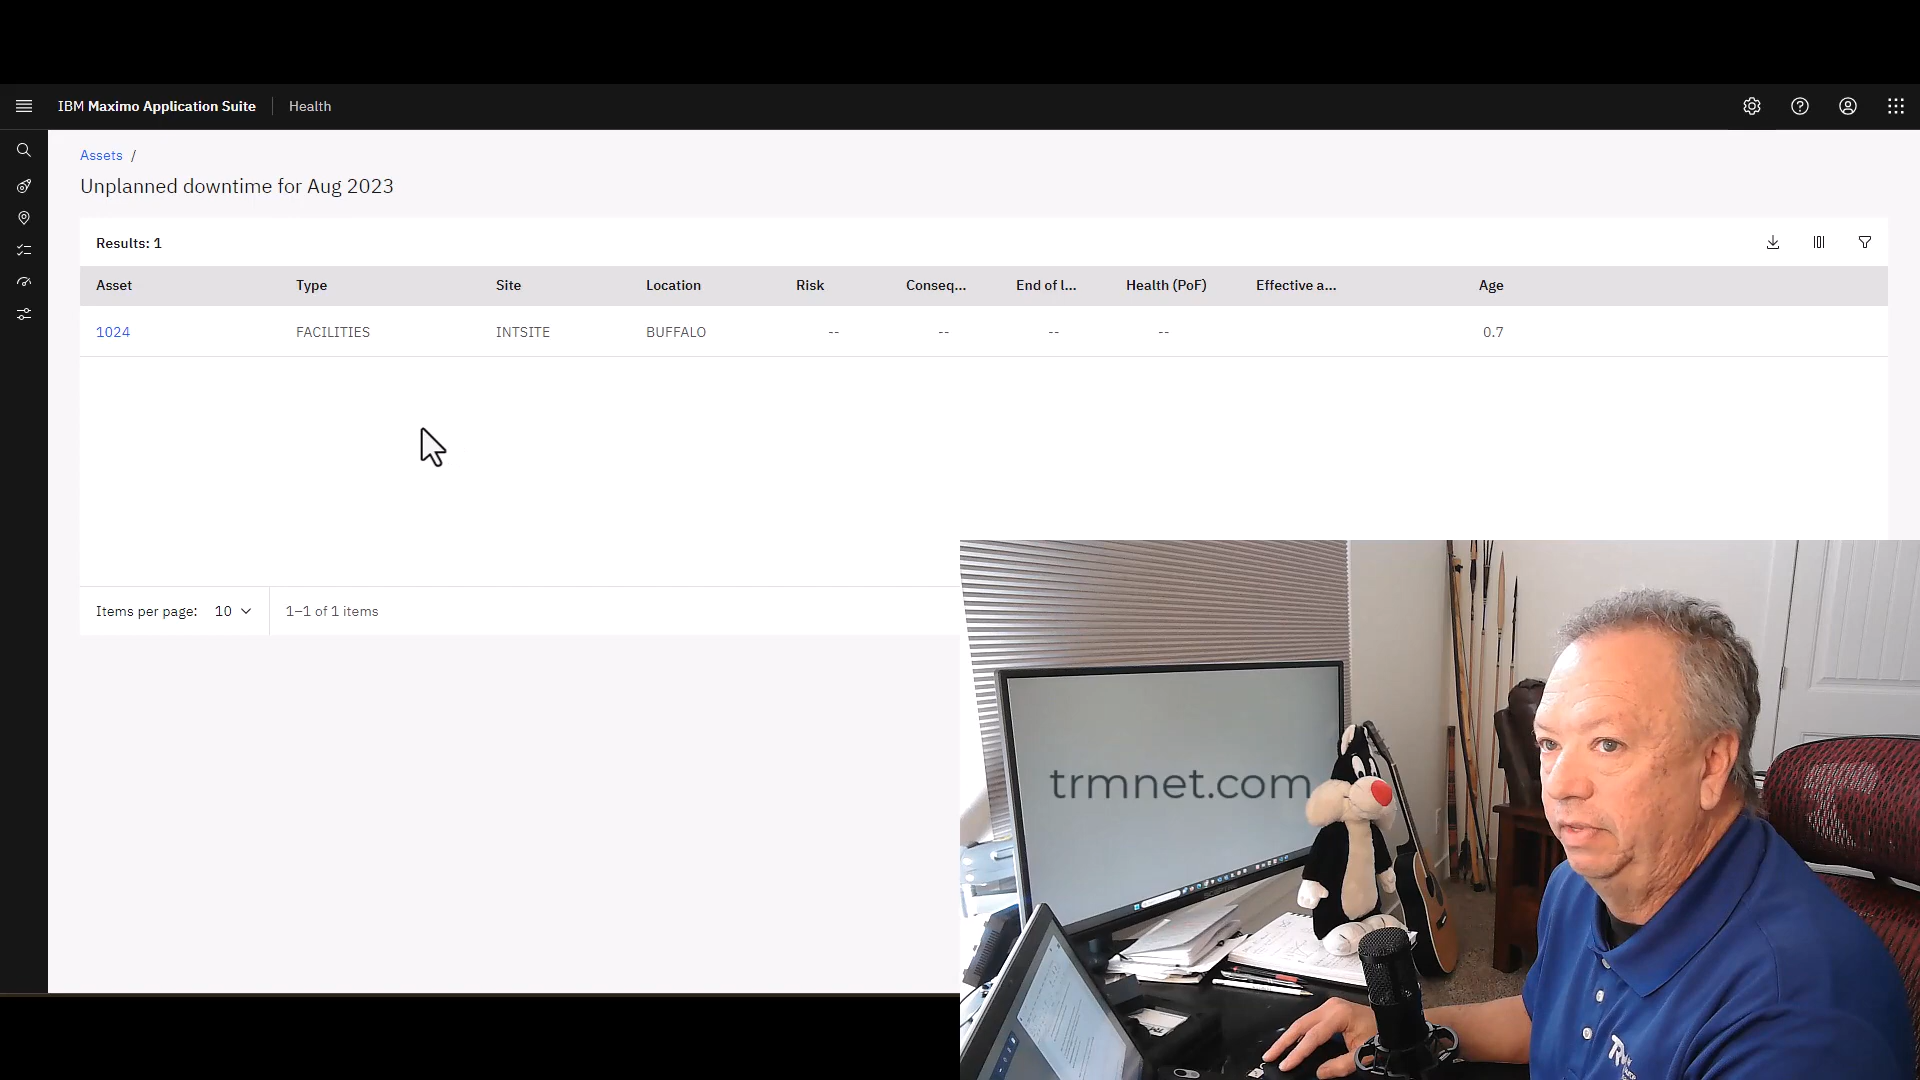 IBM Maximo Application Suite Health
Assets /
Unplanned downtime for Aug 2023
Results: 1
Asset Type Site Location Risk Conseq... End of l... Health (PoF) Effective a... Age
1024 FACILITIES INTSITE BUFFALO -- -- -- -- 0.7
Items per page: 10 1–1 of 1 items
trmnet.com